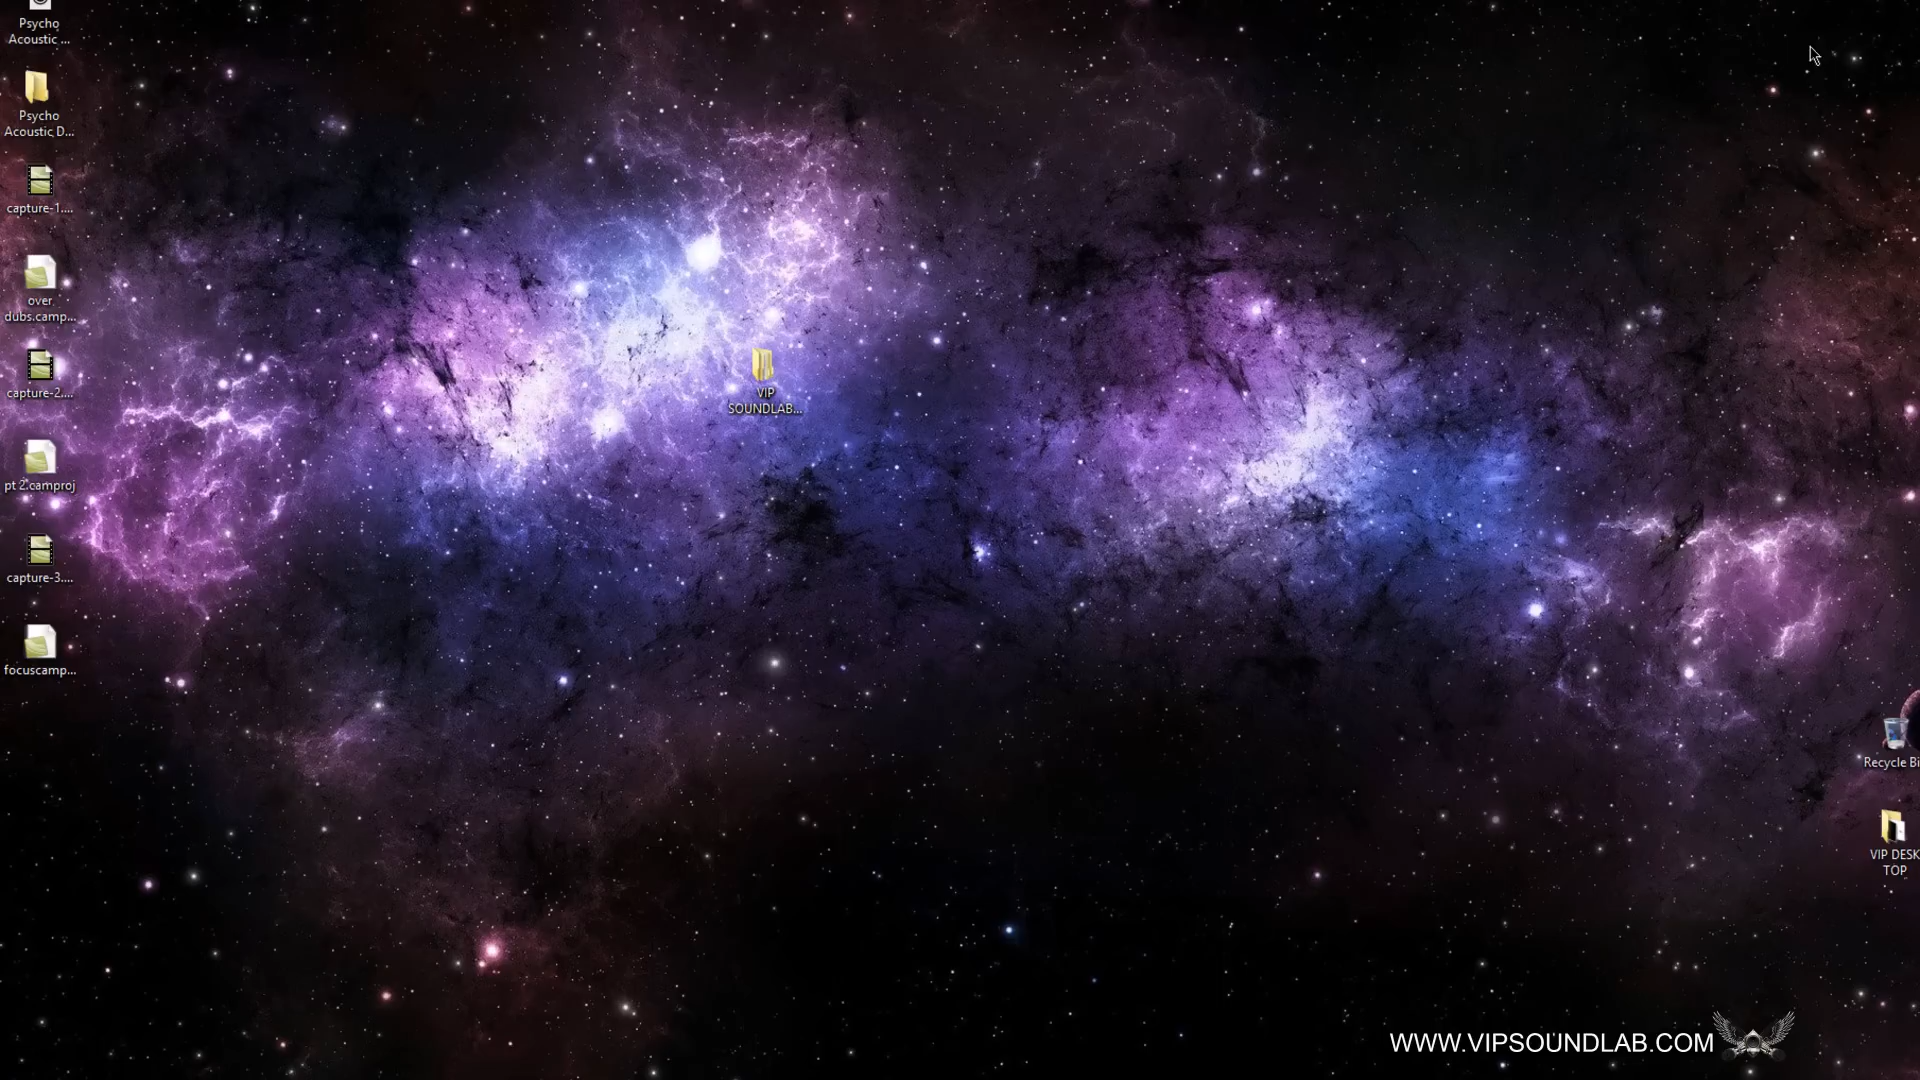 Psycho
Acoustic ...
Psycho
Acoustic D...
capture-1....
over
dubs.camp...
capture-2....
pt 2.camproj
capture-3....
focuscamp...
VIP
SOUNDLAB...
Recycle Bi
VIP DESK
TOP
WWW.VIPSOUNDLAB.COM